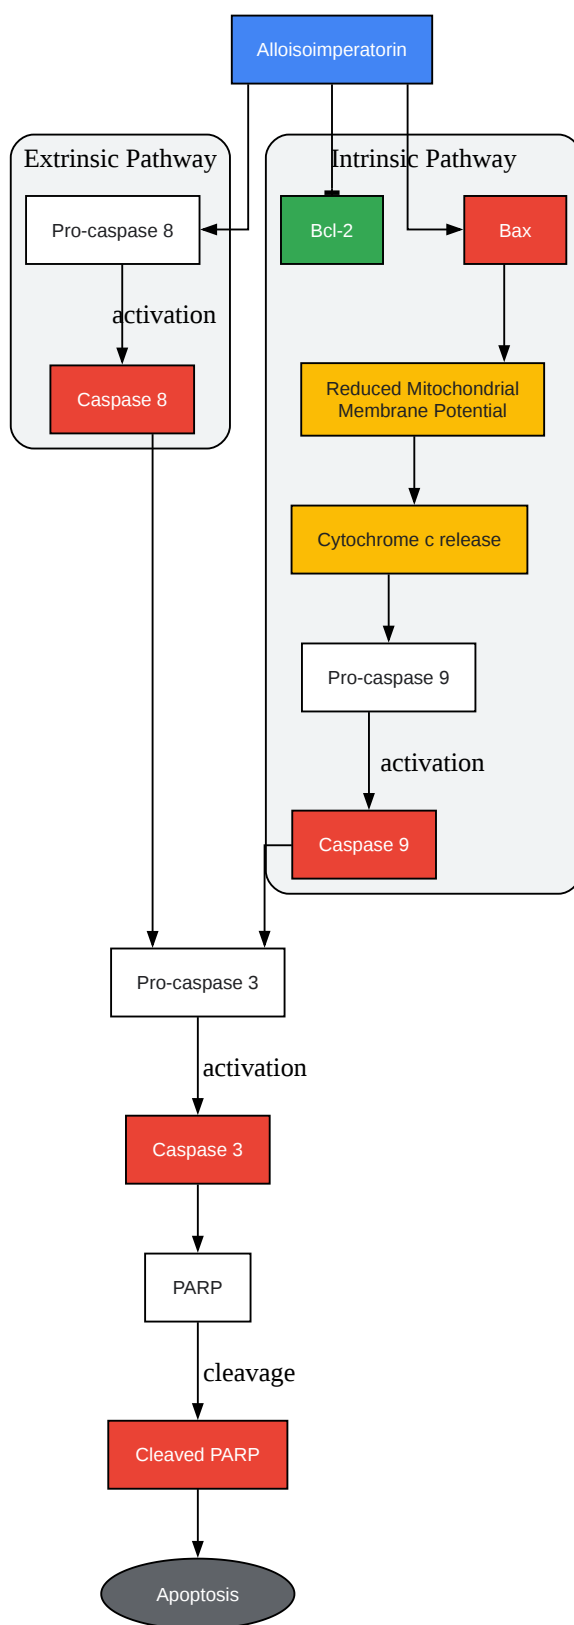 Alloisoimperatorin
Extrinsic Pathway
Intrinsic Pathway
Pro-caspase 8
Bcl-2
Bax
activation
Caspase 8
Reduced Mitochondrial
Membrane Potential
Cytochrome c release
Pro-caspase 9
activation
Caspase 9
Pro-caspase 3
activation
Caspase 3
PARP
cleavage
Cleaved PARP
Apoptosis